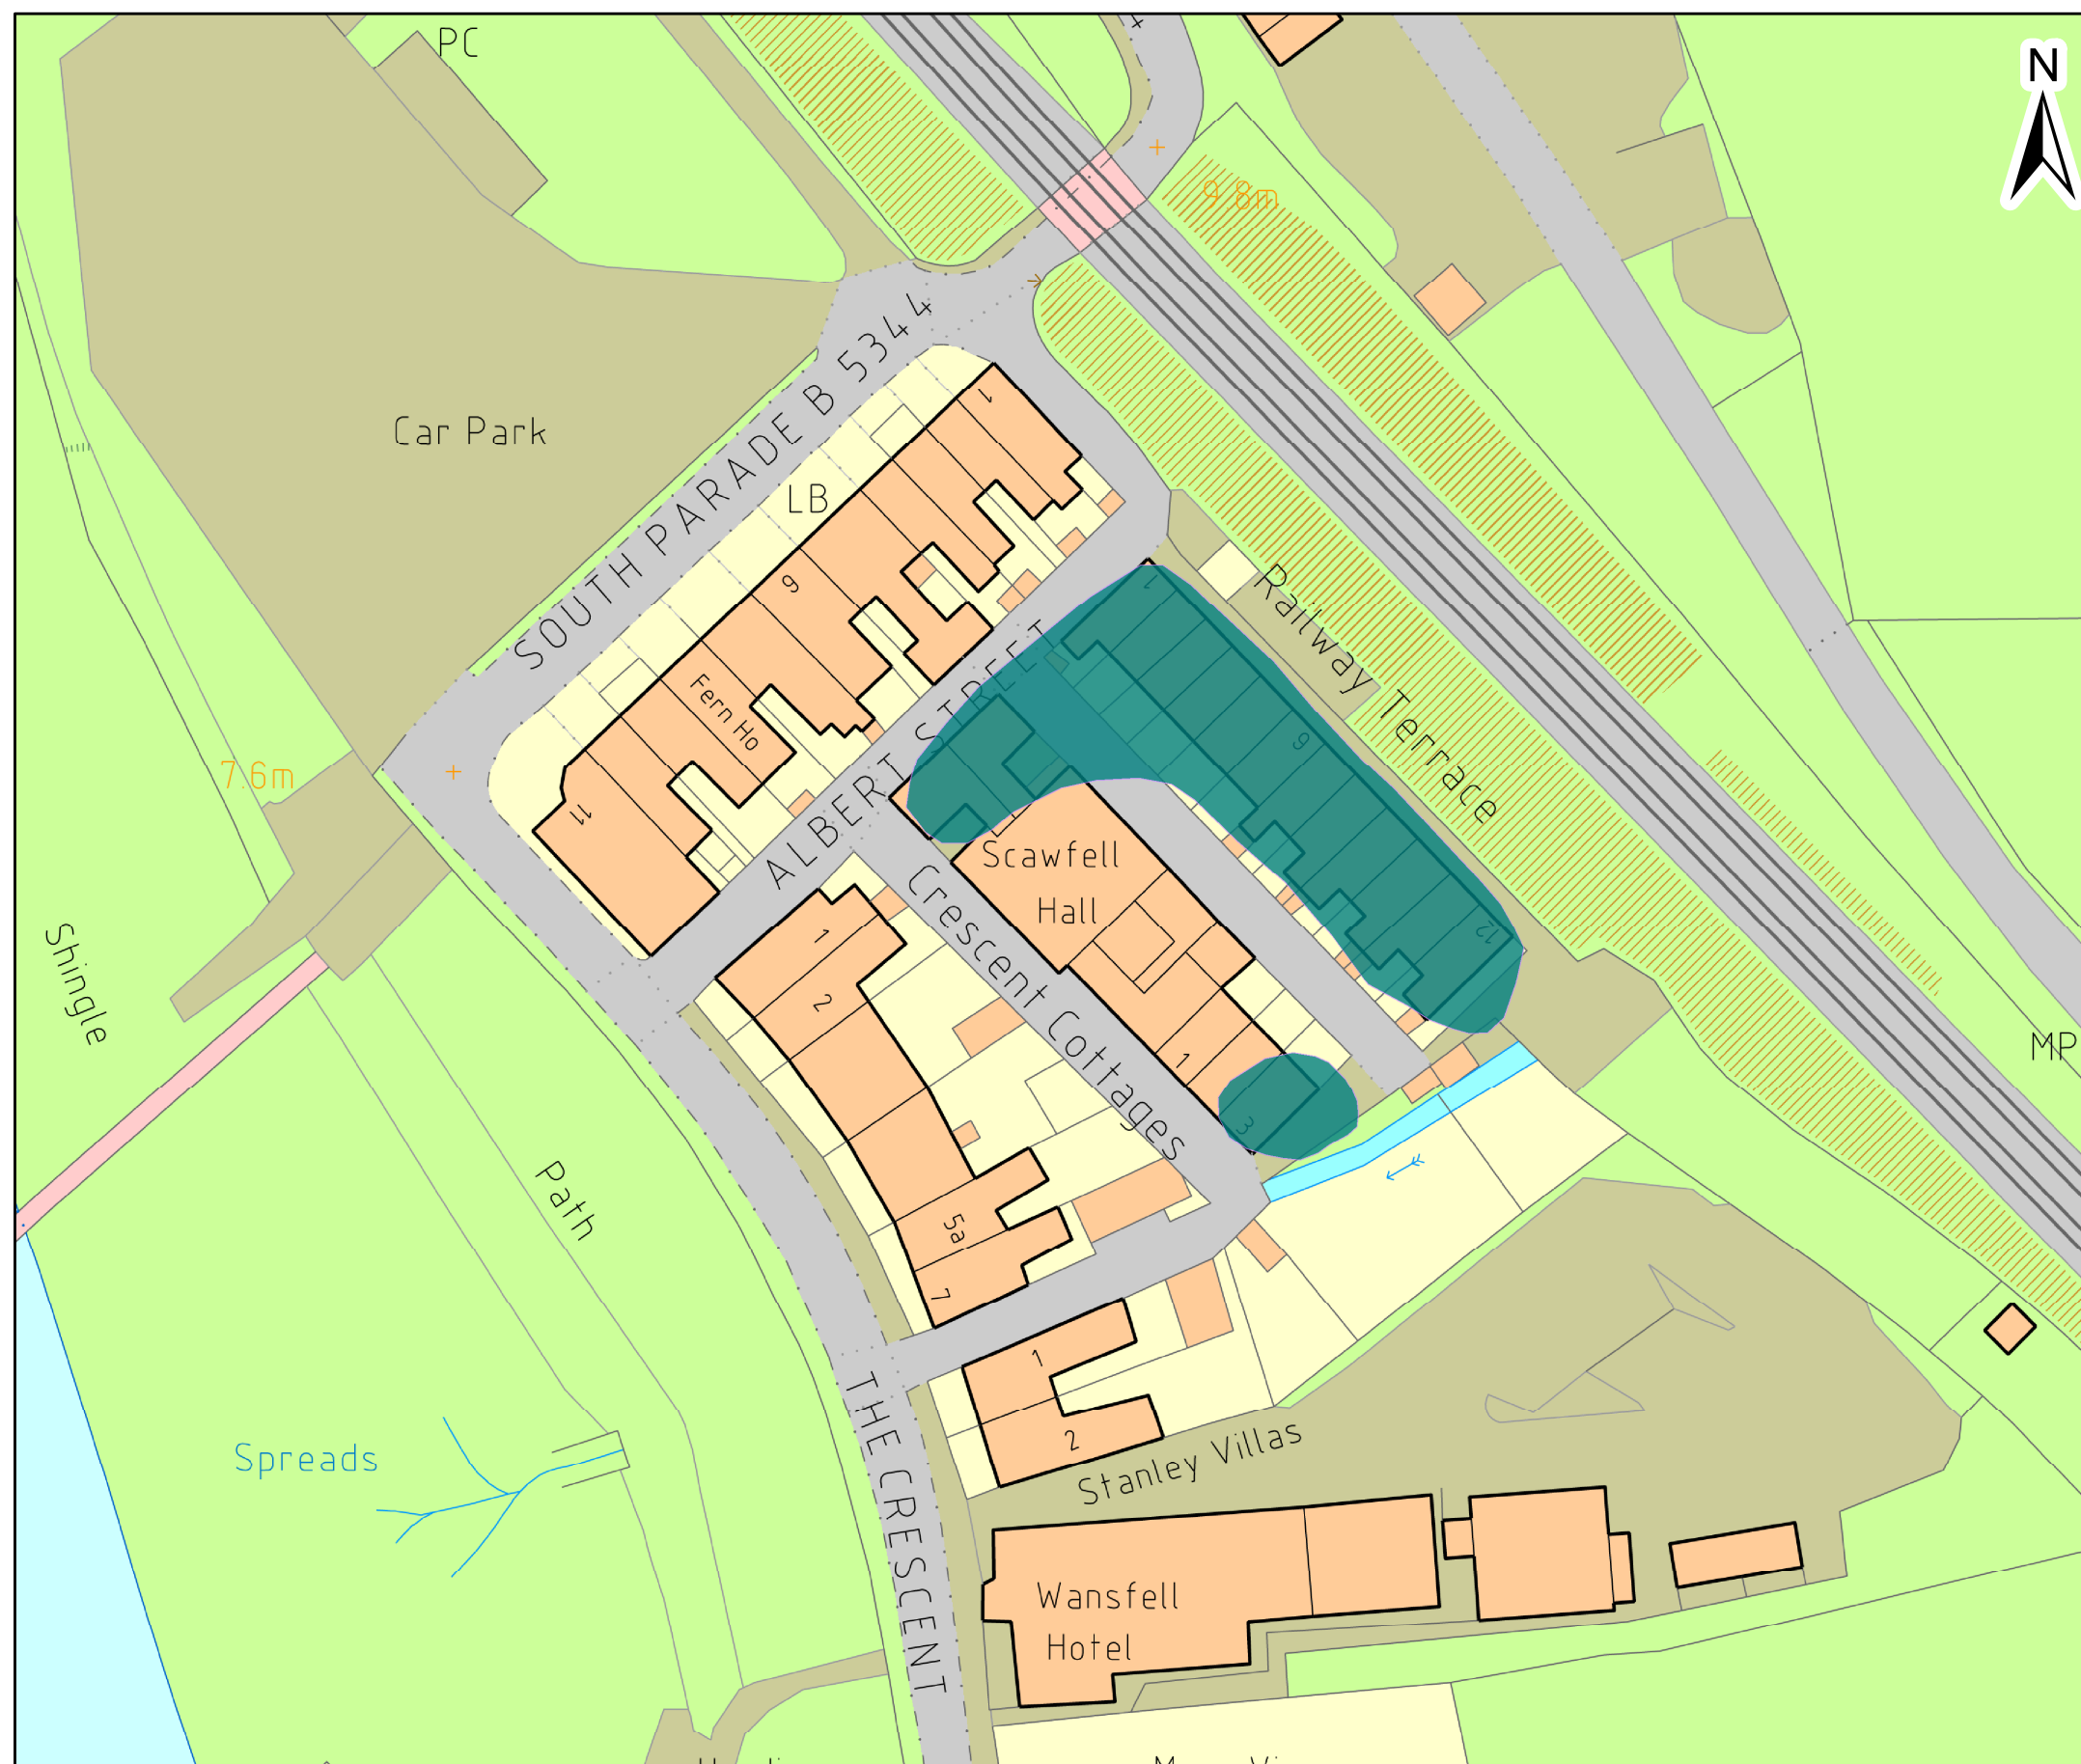 PC
N
9.8m
SOUTH PARADE B 5344
1
Car Park
LB
9
Railway Terrace
1
Fern Ho
ALBERT STREET
9
7.6m
11
Scawfell
Hall
Crescent Cottages
12
1
2
Shingle
MP
1
3
Path
5a
7
1
2
Spreads
Stanley Villas
THE CRESCENT
Wansfell
Hotel